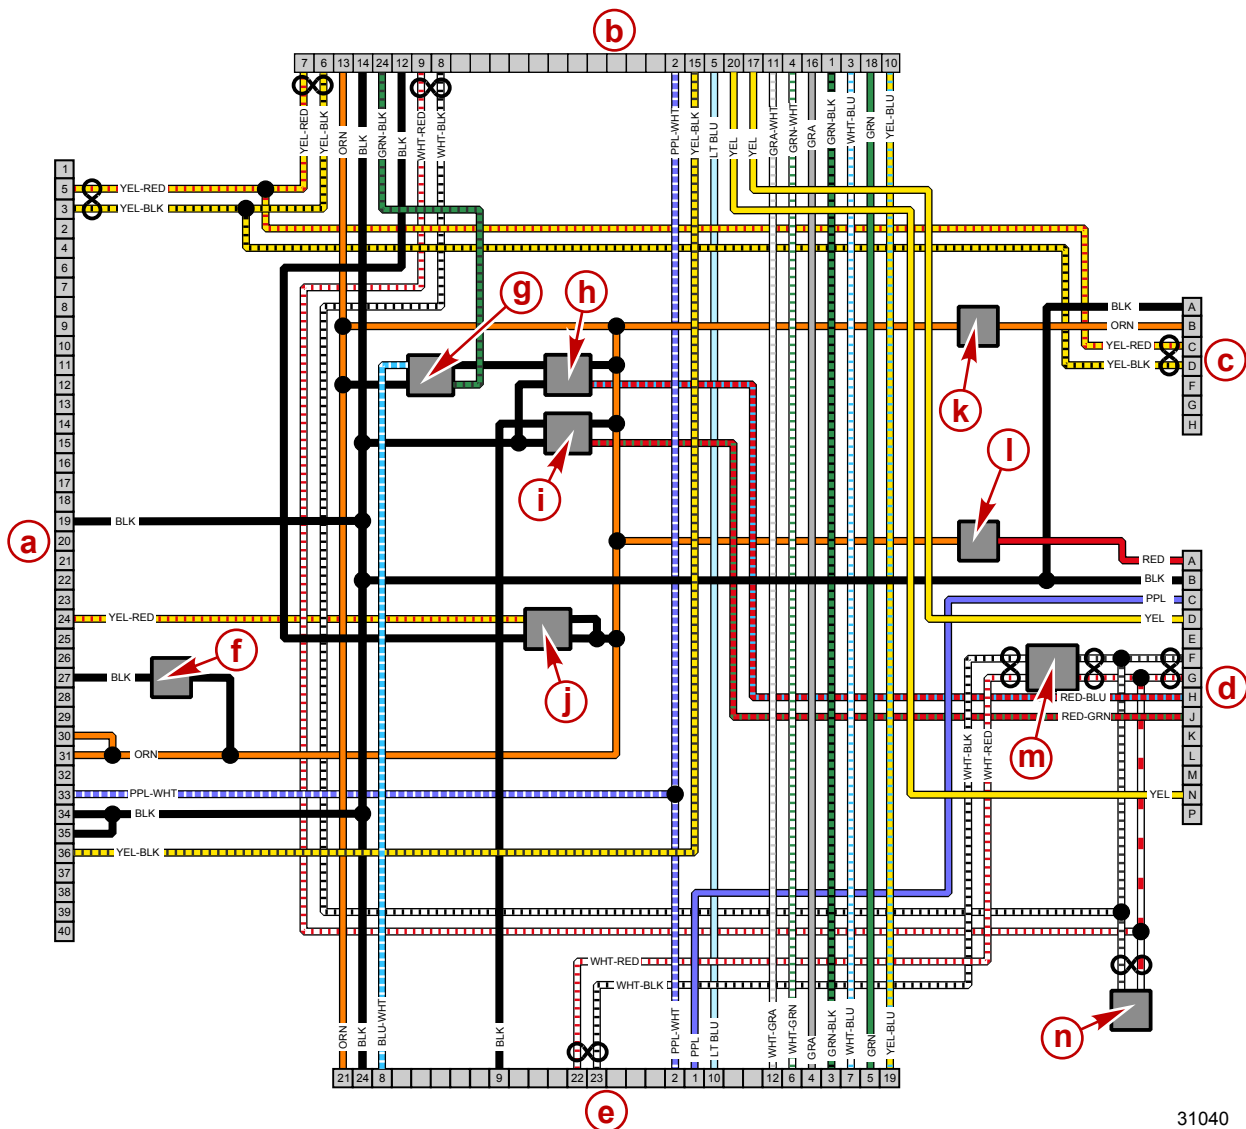 b
7 6 13 14 24 12 9 8 2 15 5 20 17 11 4 16 1 3 18 10
YEL-RED YEL-BLK ORN BLK GRN-BLK BLK WHT-RED WHT-BLK PPL-WHT YEL-BLK LT BLU YEL YEL GRA-WHT GRN-WHT GRA GRN-BLK WHT-BLU GRN YEL-BLU
1
5 YEL-RED
3 YEL-BLK
2
4
6
7
8
9
10
11
12
13
14
15
16
17
18
19 BLK
20
21
22
23
24 YEL-RED
25
26
27 BLK
28
29
30
31 ORN
32
33 PPL-WHT
34 BLK
35
36 YEL-BLK
37
38
39
40
a
g
h
i
j
f
k
l
m
n
BLK A
ORN B
YEL-RED C
YEL-BLK D
F
G
H
c
RED A
BLK B
PPL C
YEL D
E
F
G
RED-BLU H
RED-GRN J
K
L
M
YEL N
P
d
WHT-BLK WHT-RED
WHT-RED
WHT-BLK
ORN BLK BLU-WHT BLK PPL-WHT PPL LT BLU WHT-GRA WHT-GRN GRA GRN-BLK WHT-BLU GRN YEL-BLU
21 24 8 9 22 23 2 1 10 12 6 4 3 7 5 19
e
31040